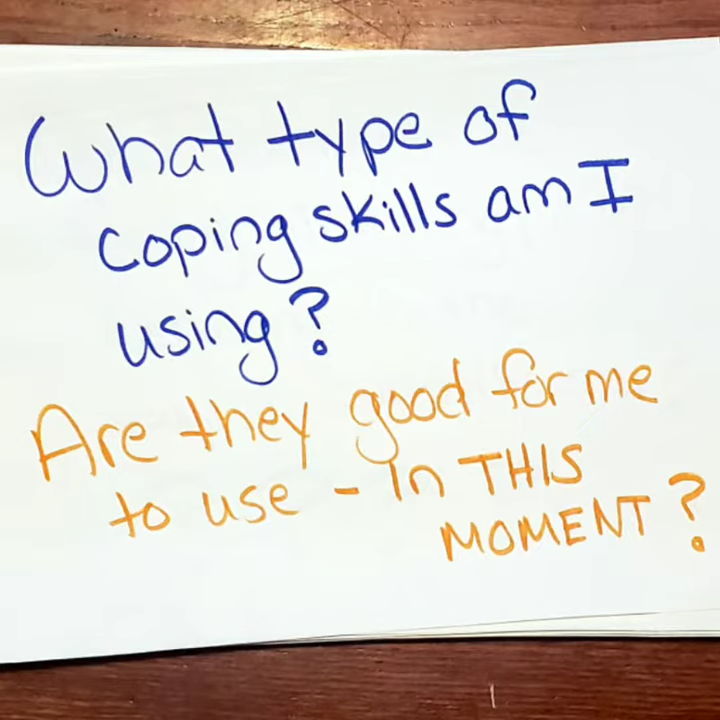 What type of
coping skills am I
using?
Are they good for me
to use - in THIS
MOMENT?